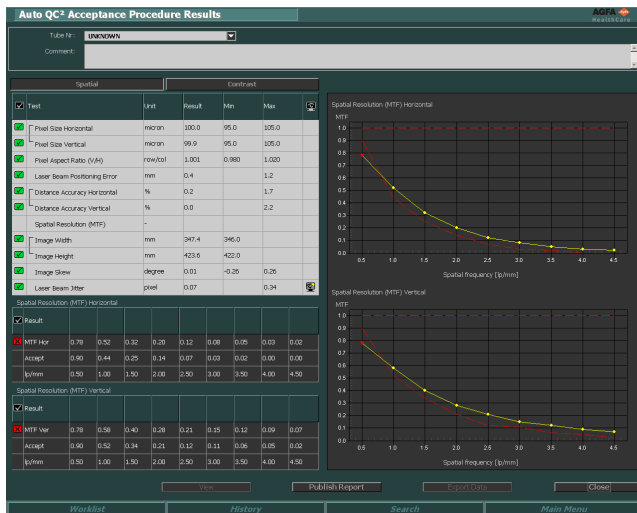 Auto QC² Acceptance Procedure Results
AGFA
HealthCare
Tube Nr: UNKNOWN
Comment:
Spatial Contrast
Test Unit Result Min Max
Pixel Size Horizontal micron 100.0 95.0 105.0
Pixel Size Vertical micron 99.9 95.0 105.0
Pixel Aspect Ratio (V/H) row/col 1.001 0.980 1.020
Laser Beam Positioning Error mm 0.4 1.2
Distance Accuracy Horizontal % 0.2 1.7
Distance Accuracy Vertical % 0.0 2.2
Spatial Resolution (MTF) -
Image Width mm 347.4 346.0
Image Height mm 423.6 422.0
Image Skew degree 0.01 -0.26 0.26
Laser Beam Jitter pixel 0.07 0.34
Spatial Resolution (MTF) Horizontal
Result
MTF Hor 0.78 0.52 0.32 0.20 0.12 0.08 0.05 0.03 0.02
Accept 0.90 0.44 0.25 0.14 0.07 0.03 0.02 0.00 0.00
lp/mm 0.50 1.00 1.50 2.00 2.50 3.00 3.50 4.00 4.50
Spatial Resolution (MTF) Vertical
Result
MTF Ver 0.78 0.58 0.40 0.28 0.21 0.15 0.12 0.09 0.07
Accept 0.90 0.52 0.34 0.21 0.12 0.11 0.06 0.05 0.02
lp/mm 0.50 1.00 1.50 2.00 2.50 3.00 3.50 4.00 4.50
Spatial Resolution (MTF) Horizontal
MTF
1.0
0.9
0.8
0.7
0.6
0.5
0.4
0.3
0.2
0.1
0.0
0.5 1.0 1.5 2.0 2.5 3.0 3.5 4.0 4.5
Spatial frequency [lp/mm]
Spatial Resolution (MTF) Vertical
MTF
1.0
0.9
0.8
0.7
0.6
0.5
0.4
0.3
0.2
0.1
0.0
0.5 1.0 1.5 2.0 2.5 3.0 3.5 4.0 4.5
Spatial frequency [lp/mm]
View Publish Report Export Data Close
Worklist History Search Main Menu